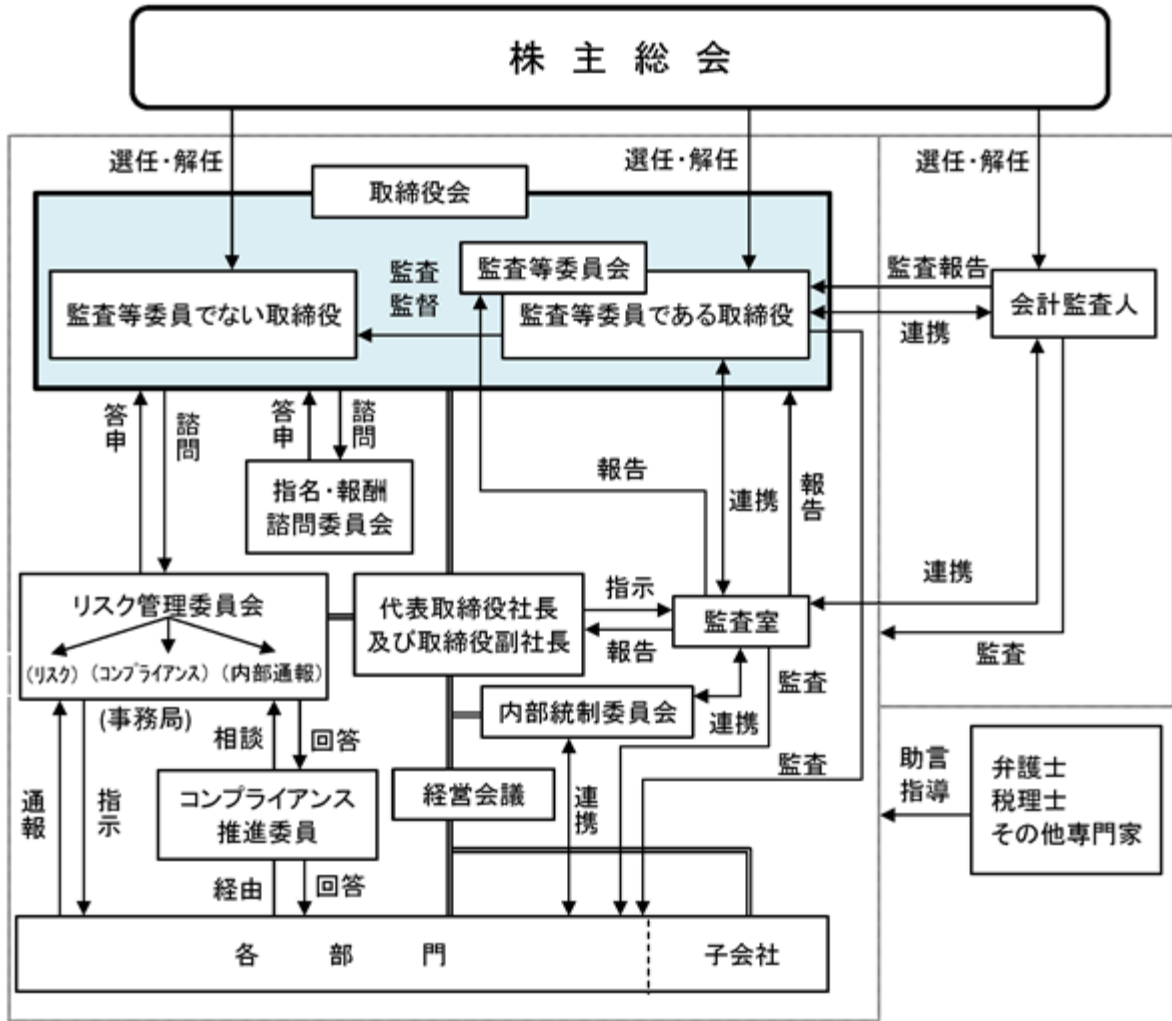 株主総会
選任・解任
選任・解任
選任・解任
取締役会
監査等委員会
監査等委員でない取締役
監査
監督
監査等委員である取締役
監査報告
連携
会計監査人
答申
諮問
答申
諮問
指名・報酬
諮問委員会
報告
連携
報告
連携
監査
リスク管理委員会
(リスク)
(コンプライアンス)
(内部通報)
(事務局)
代表取締役社長
及び取締役副社長
指示
報告
監査室
監査
内部統制委員会
連携
監査
相談
回答
コンプライアンス
推進委員
経営会議
連携
通報
指示
経由
回答
助言
指導
弁護士
税理士
その他専門家
各部門
子会社